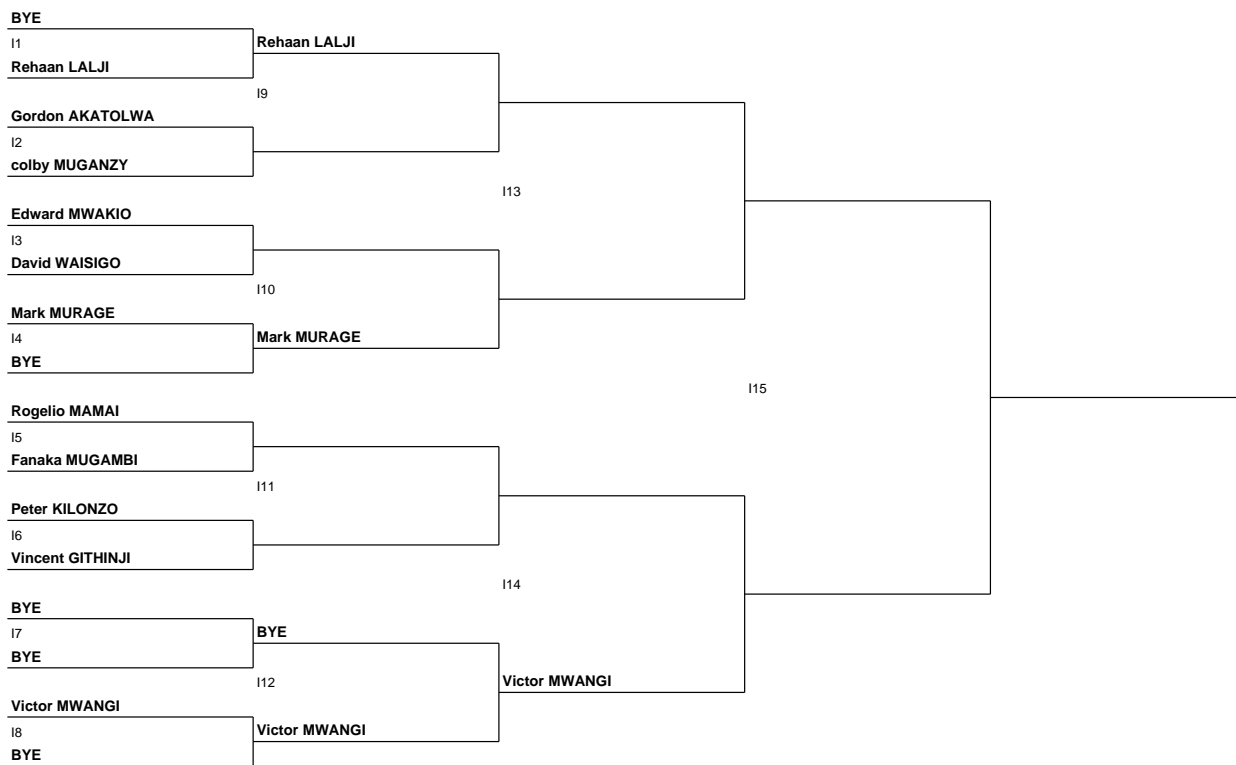 BYE
I1
Rehaan LALJI
Rehaan LALJI
I9
Gordon AKATOLWA
I2
colby MUGANZY
I13
Edward MWAKIO
I3
David WAISIGO
I10
Mark MURAGE
I4
BYE
Mark MURAGE
I15
Rogelio MAMAI
I5
Fanaka MUGAMBI
I11
Peter KILONZO
I6
Vincent GITHINJI
I14
BYE
I7
BYE
BYE
I12
Victor MWANGI
Victor MWANGI
I8
BYE
Victor MWANGI